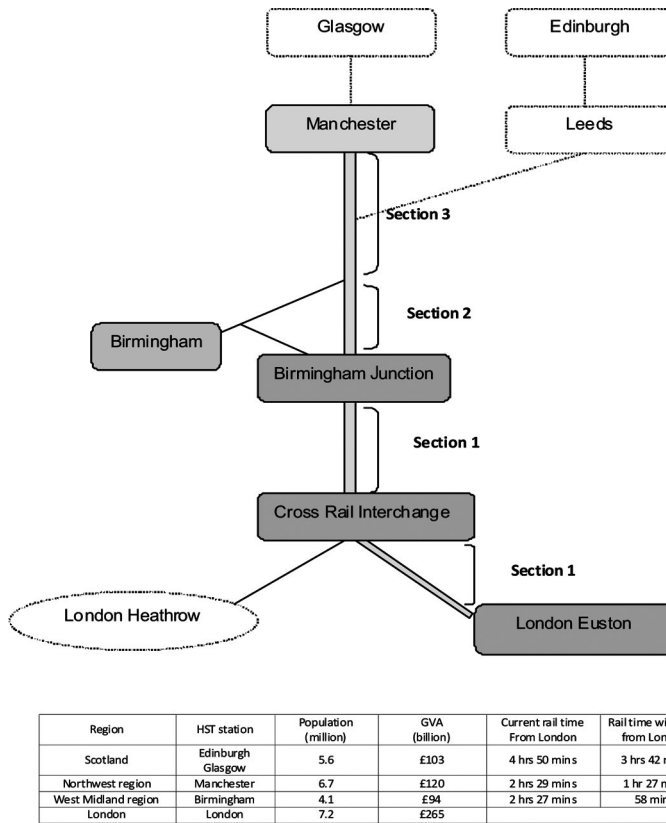 Glasgow
Edinburgh
Manchester
Leeds
Section 3
Section 2
Birmingham
Birmingham Junction
Section 1
Cross Rail Interchange
Section 1
London Heathrow
London Euston
Region HST station Population (million) GVA (billion) Current rail time From London Rail time from
Scotland Edinburgh Glasgow 5.6 £103 4 hrs 50 mins 3 hrs 42
Northwest region Manchester 6.7 £120 2 hrs 29 mins 1 hr 27
West Midland region Birmingham 4.1 £94 2 hrs 27 mins 58
London London 7.2 £265